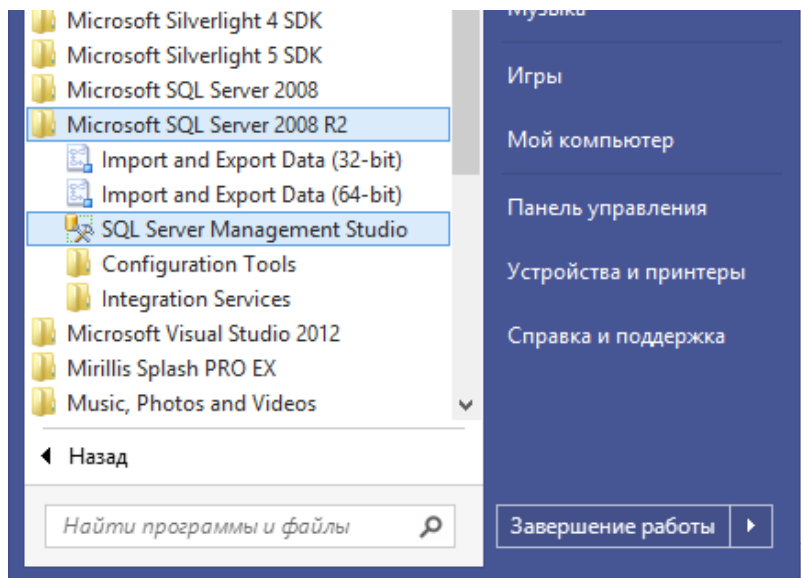 Microsoft Silverlight 4 SDK
Microsoft Silverlight 5 SDK
Microsoft SQL Server 2008
Microsoft SQL Server 2008 R2
Import and Export Data (32-bit)
Import and Export Data (64-bit)
SQL Server Management Studio
Configuration Tools
Integration Services
Microsoft Visual Studio 2012
Mirillis Splash PRO EX
Music, Photos and Videos
Назад
Найти программы и файлы
Музыка
Игры
Мой компьютер
Панель управления
Устройства и принтеры
Справка и поддержка
Завершение работы